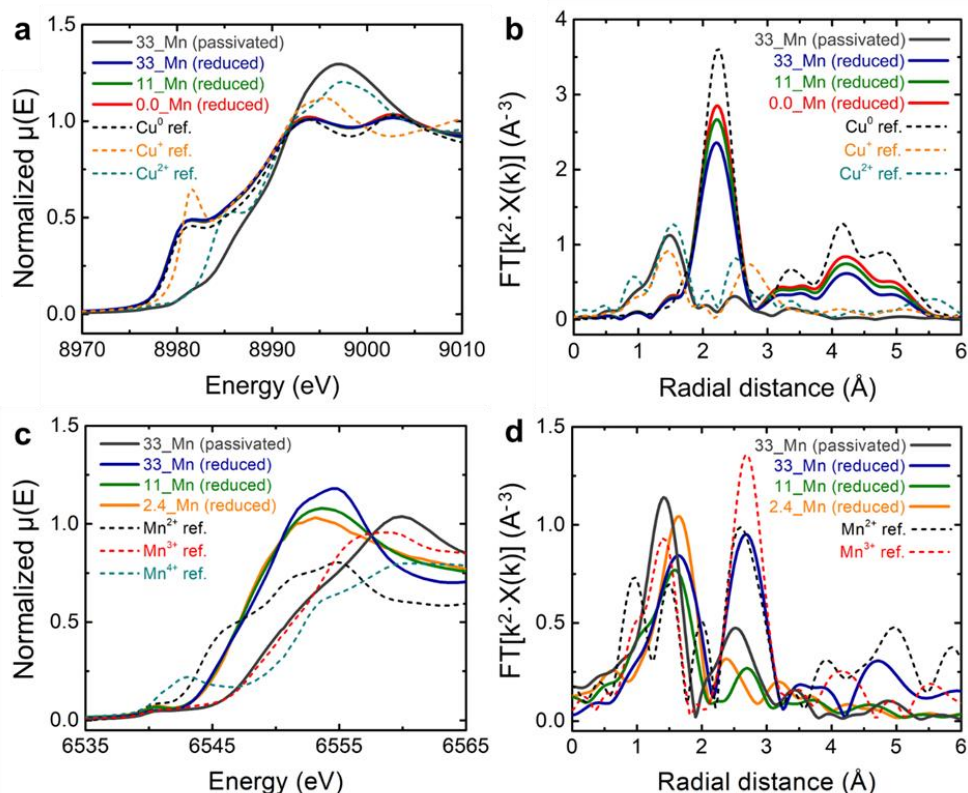 a
33_Mn (passivated)
33_Mn (reduced)
11_Mn (reduced)
0.0_Mn (reduced)
Cu⁰ ref.
Cu⁺ ref.
Cu²⁺ ref.
1.5
1.0
0.5
0.0
Normalized µ(E)
8970 8980 8990 9000 9010
Energy (eV)
b
33_Mn (passivated)
33_Mn (reduced)
11_Mn (reduced)
0.0_Mn (reduced)
Cu⁰ ref.
Cu⁺ ref.
Cu²⁺ ref.
4
3
2
1
0
FT[k²·X(k)] (A⁻³)
0 1 2 3 4 5 6
Radial distance (Å)
c
33_Mn (passivated)
33_Mn (reduced)
11_Mn (reduced)
2.4_Mn (reduced)
Mn²⁺ ref.
Mn³⁺ ref.
Mn⁴⁺ ref.
1.5
1.0
0.5
0.0
Normalized µ(E)
6535 6545 6555 6565
Energy (eV)
d
33_Mn (passivated)
33_Mn (reduced)
11_Mn (reduced)
2.4_Mn (reduced)
Mn²⁺ ref.
Mn³⁺ ref.
1.5
1.0
0.5
0.0
FT[k²·X(k)] (A⁻³)
0 1 2 3 4 5 6
Radial distance (Å)